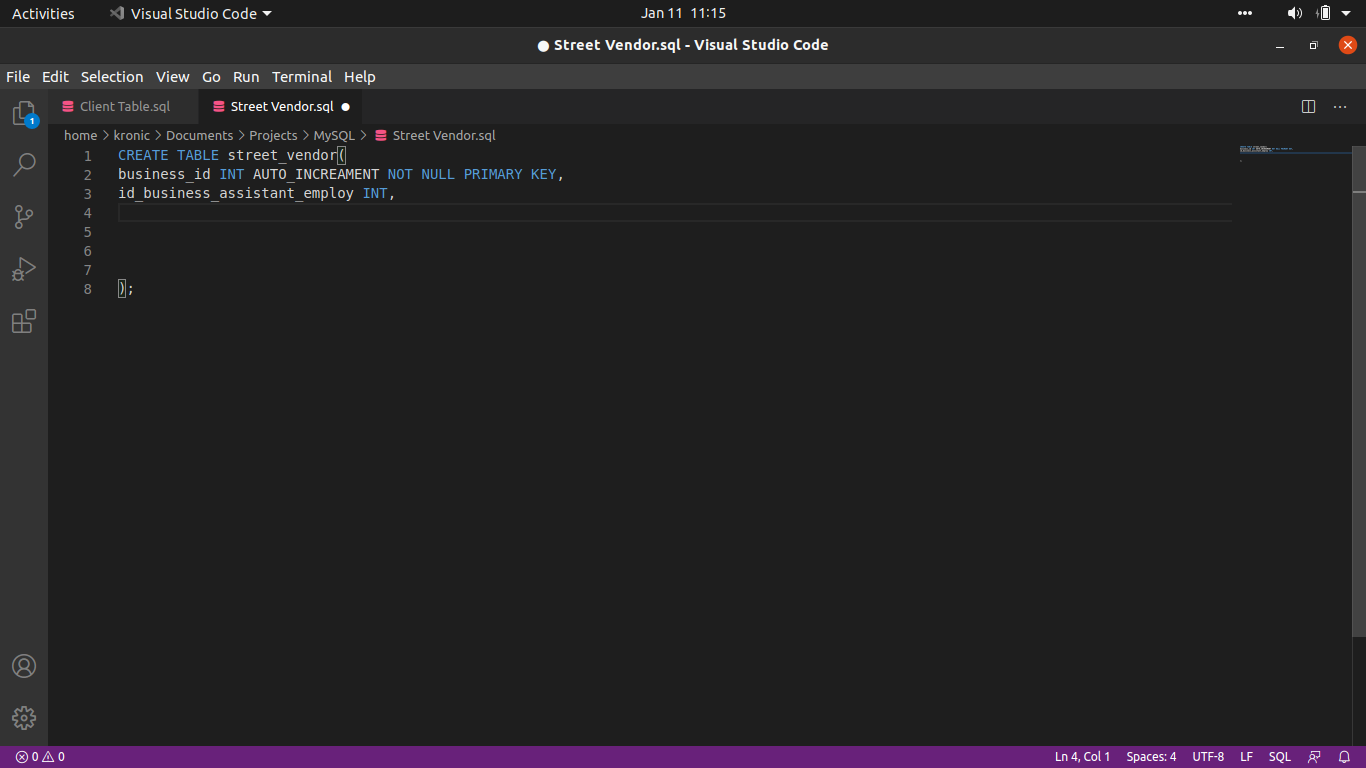 Activities Visual Studio Code Jan 11 11:15
Street Vendor.sql - Visual Studio Code
File Edit Selection View Go Run Terminal Help
Client Table.sql Street Vendor.sql
home > kronic > Documents > Projects > MySQL > Street Vendor.sql
1 CREATE TABLE street_vendor(
2 business_id INT AUTO_INCREAMENT NOT NULL PRIMARY KEY,
3 id_business_assistant_employ INT,
4
5
6
7
8 );
1
0 0 Ln 4, Col 1 Spaces: 4 UTF-8 LF SQL